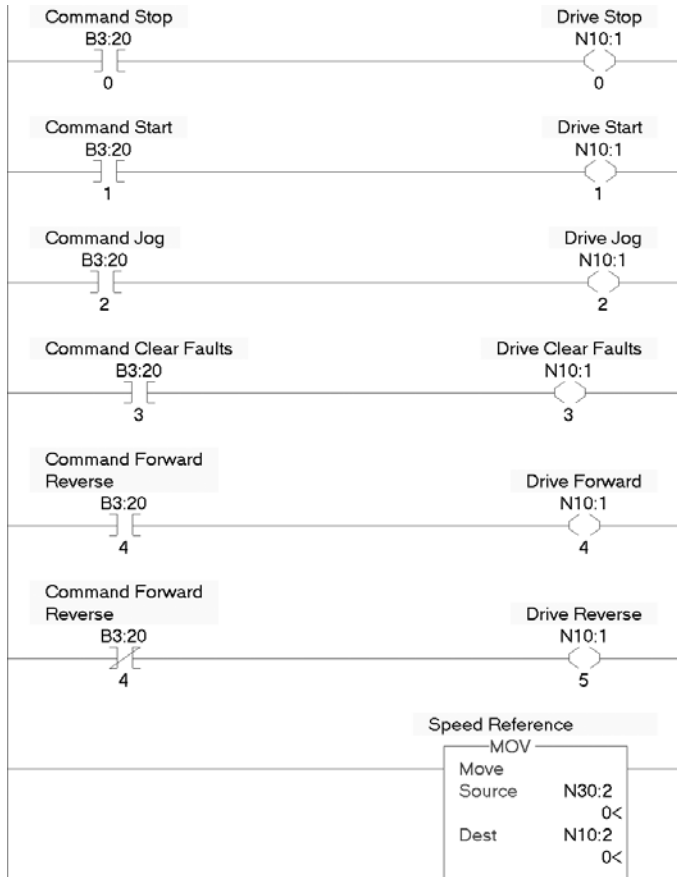 Command Stop Drive Stop
B3:20 N10:1
0 0
Command Start Drive Start
B3:20 N10:1
1 1
Command Jog Drive Jog
B3:20 N10:1
2 2
Command Clear Faults Drive Clear Faults
B3:20 N10:1
3 3
Command Forward
Reverse Drive Forward
B3:20 N10:1
4 4
Command Forward
Reverse Drive Reverse
B3:20 N10:1
4 5
Speed Reference
MOV
Move
Source N30:2
0<
Dest N10:2
0<